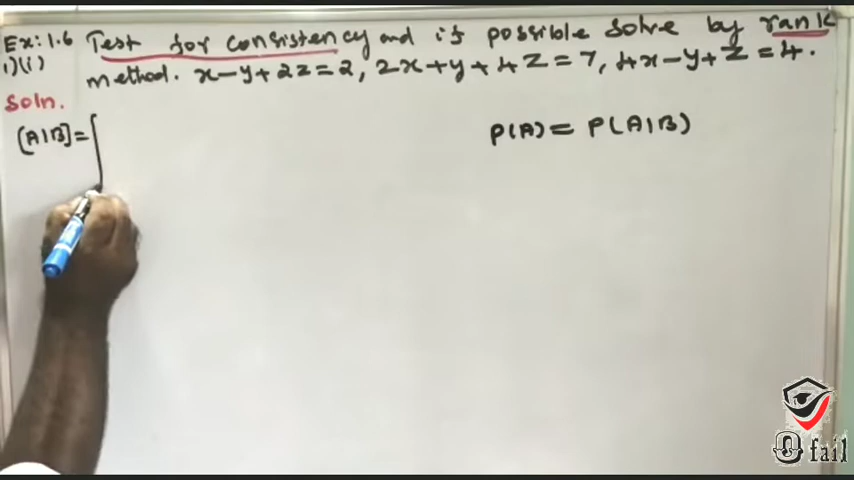 Ex: 1.6 Test for consistency and if possible solve by rank
1)(i) method. x-y+2z=2, 2x+y+4z=7, 4x-y+z=4.
Soln.
[A|B]=[ ρ(A) = ρ(A|B)
0 fail